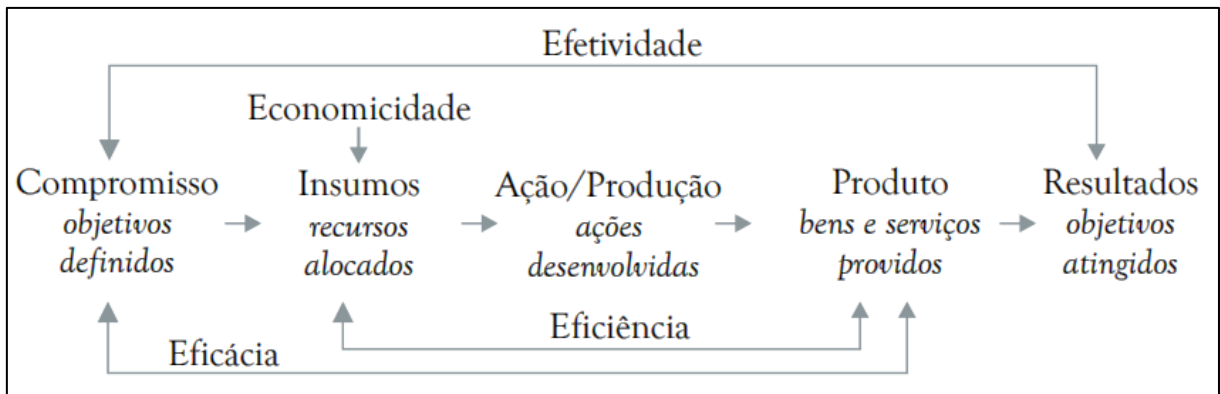 Efetividade
Economicidade
Compromisso Insumos Ação/Produção Produto Resultados
objetivos recursos ações bens e serviços objetivos
definidos alocados desenvolvidas providos atingidos
Eficiência
Eficácia